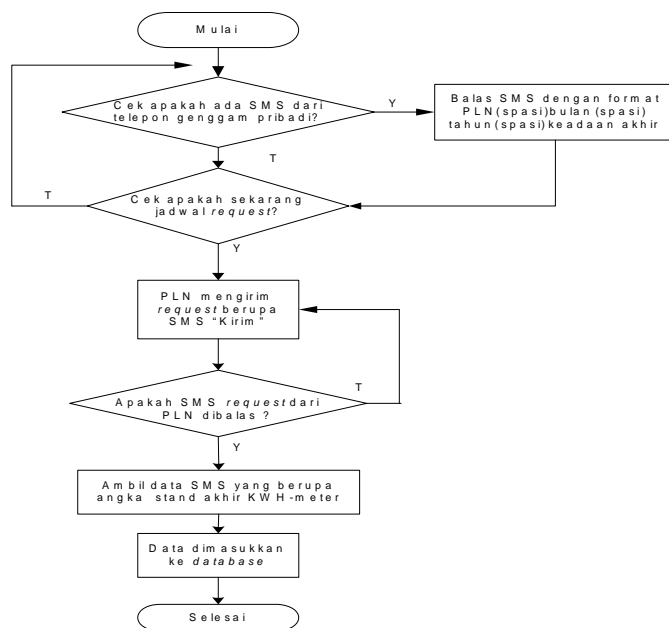 Mulai
Cek apakah ada SMS dari
telepon genggam pribadi?
Y
Balas SMS dengan format
PLN(spasi)bulan(spasi)
tahun(spasi)keadaan akhir
T
T
Cek apakah sekarang
jadwal request?
Y
PLN mengirim
request berupa
SMS “Kirim”
T
Apakah SMS request dari
PLN dibalas ?
Y
Ambil data SMS yang berupa
angka stand akhir KWH-meter
Data dimasukkan
ke database
Selesai